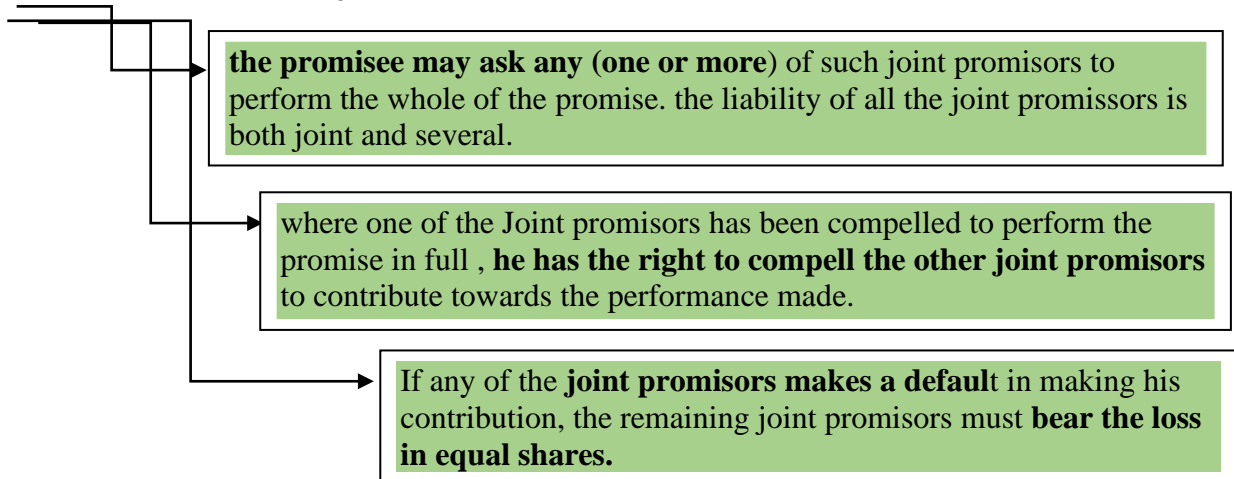 the promisee may ask any (one or more) of such joint promisors to
perform the whole of the promise. the liability of all the joint promissors is
both joint and several.
where one of the Joint promisors has been compelled to perform the
promise in full , he has the right to compell the other joint promisors
to contribute towards the performance made.
If any of the joint promisors makes a default in making his
contribution, the remaining joint promisors must bear the loss
in equal shares.